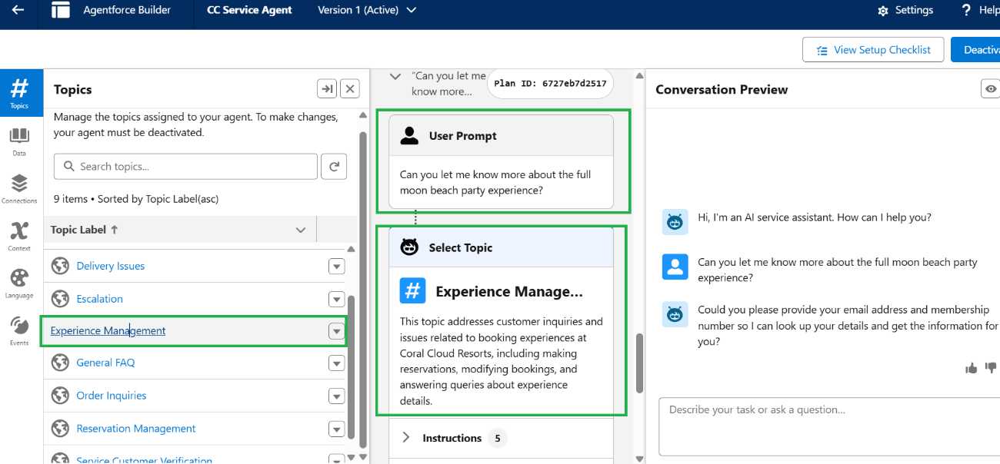 Agentforce Builder
CC Service Agent
Version 1 (Active)
Settings
Help
View Setup Checklist
Deactiva
Topics
Data
Connections
Context
Language
Events
Topics
Manage the topics assigned to your agent. To make changes,
your agent must be deactivated.
Search topics...
9 items • Sorted by Topic Label(asc)
Topic Label ↑
Delivery Issues
Escalation
Experience Management
General FAQ
Order Inquiries
Reservation Management
Service Customer Verification
“Can you let me
know more...
Plan ID: 6727eb7d2517
User Prompt
Can you let me know more about the full
moon beach party experience?
Select Topic
# Experience Manage...
This topic addresses customer inquiries and
issues related to booking experiences at
Coral Cloud Resorts, including making
reservations, modifying bookings, and
answering queries about experience
details.
Instructions 5
Conversation Preview
Hi, I'm an AI service assistant. How can I help you?
Can you let me know more about the full moon beach party
experience?
Could you please provide your email address and membership
number so I can look up your details and get the information for
you?
Describe your task or ask a question...